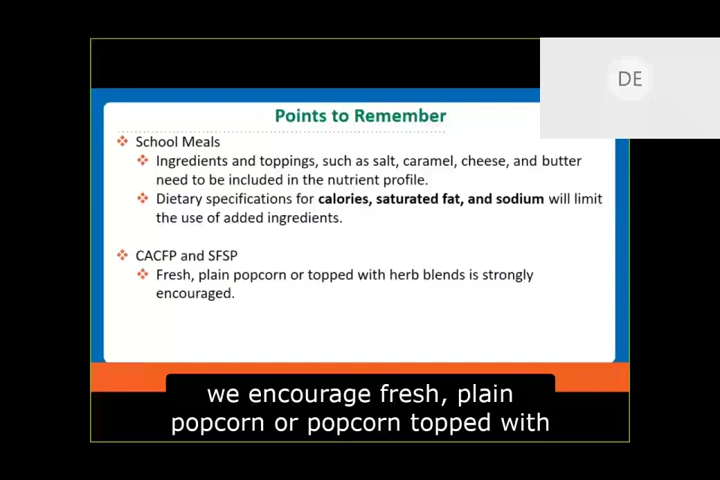 DE
Points to Remember
School Meals
Ingredients and toppings, such as salt, caramel, cheese, and butter
need to be included in the nutrient profile.
Dietary specifications for calories, saturated fat, and sodium will limit
the use of added ingredients.
CACFP and SFSP
Fresh, plain popcorn or topped with herb blends is strongly
encouraged.
we encourage fresh, plain
popcorn or popcorn topped with